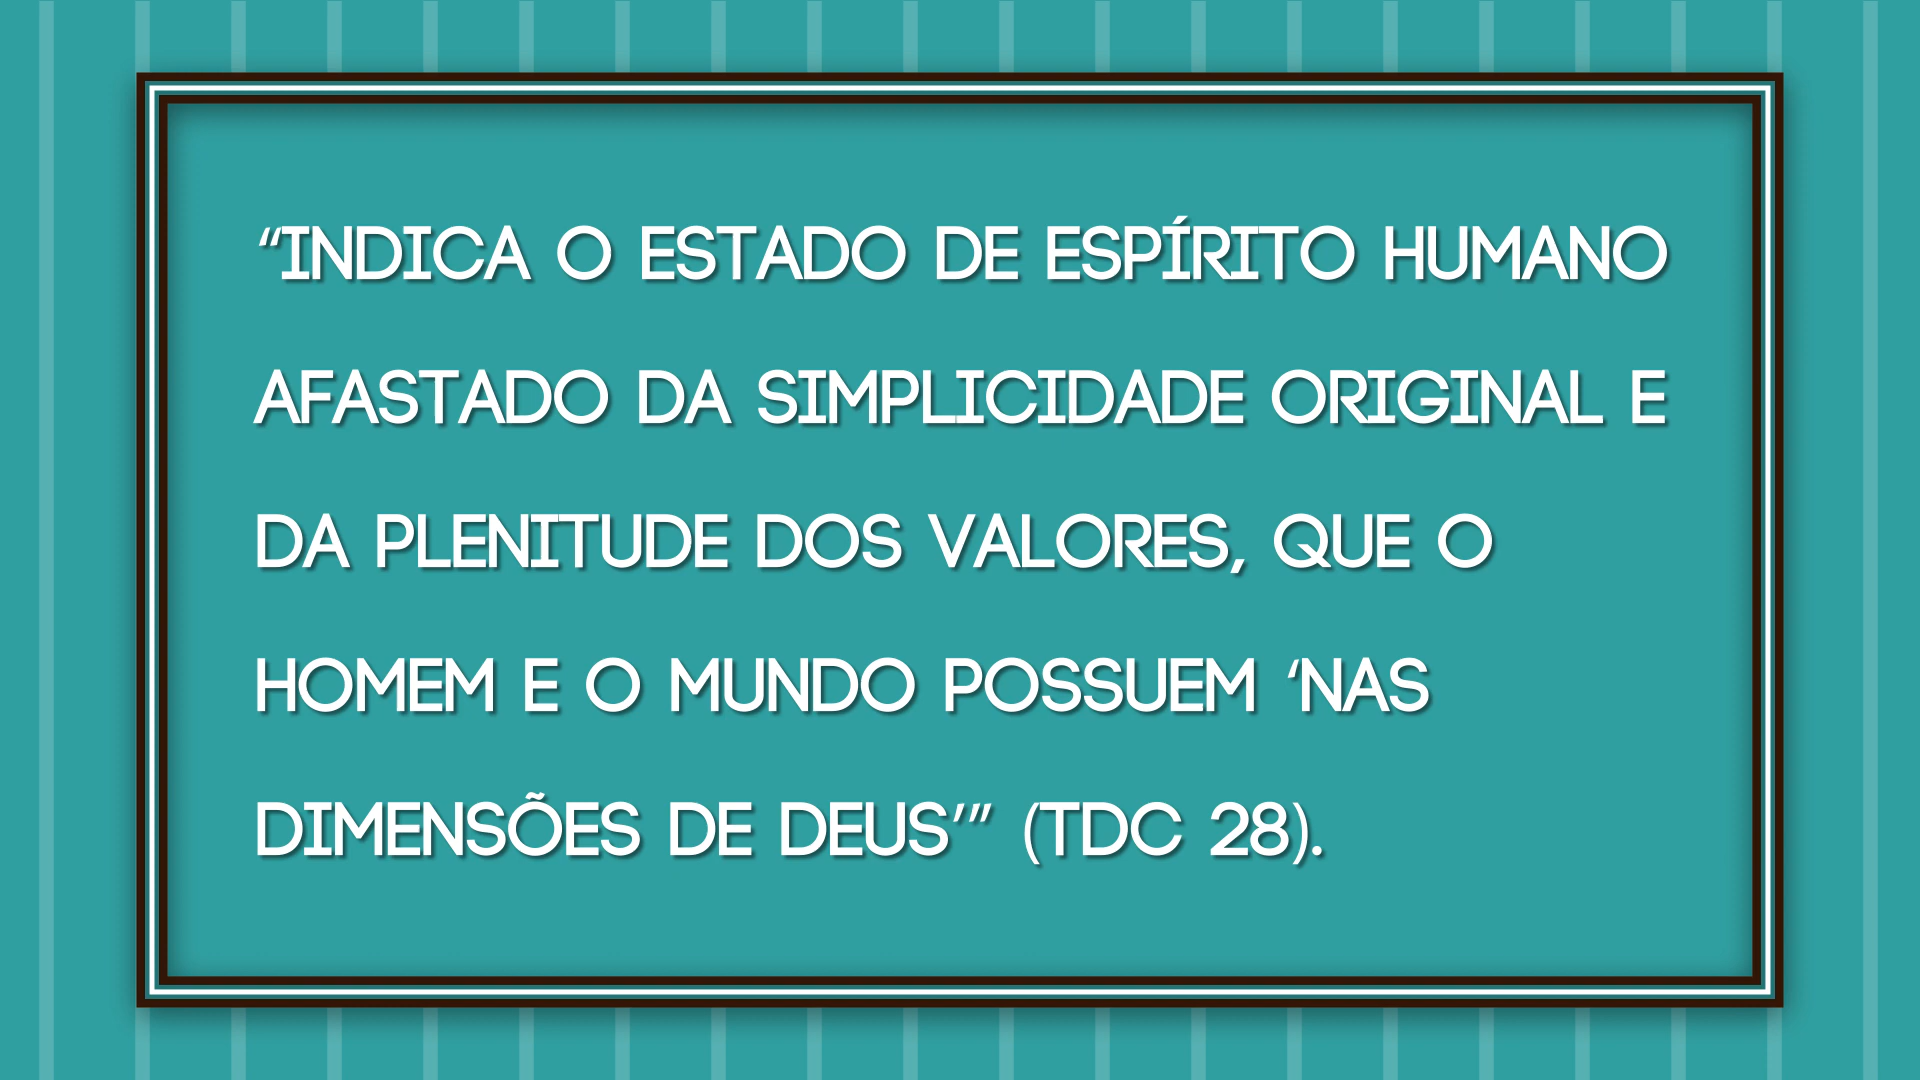 “INDICA O ESTADO DE ESPÍRITO HUMANO
AFASTADO DA SIMPLICIDADE ORIGINAL E
DA PLENITUDE DOS VALORES, QUE O
HOMEM E O MUNDO POSSUEM ‘NAS
DIMENSÕES DE DEUS’” (TDC 28).